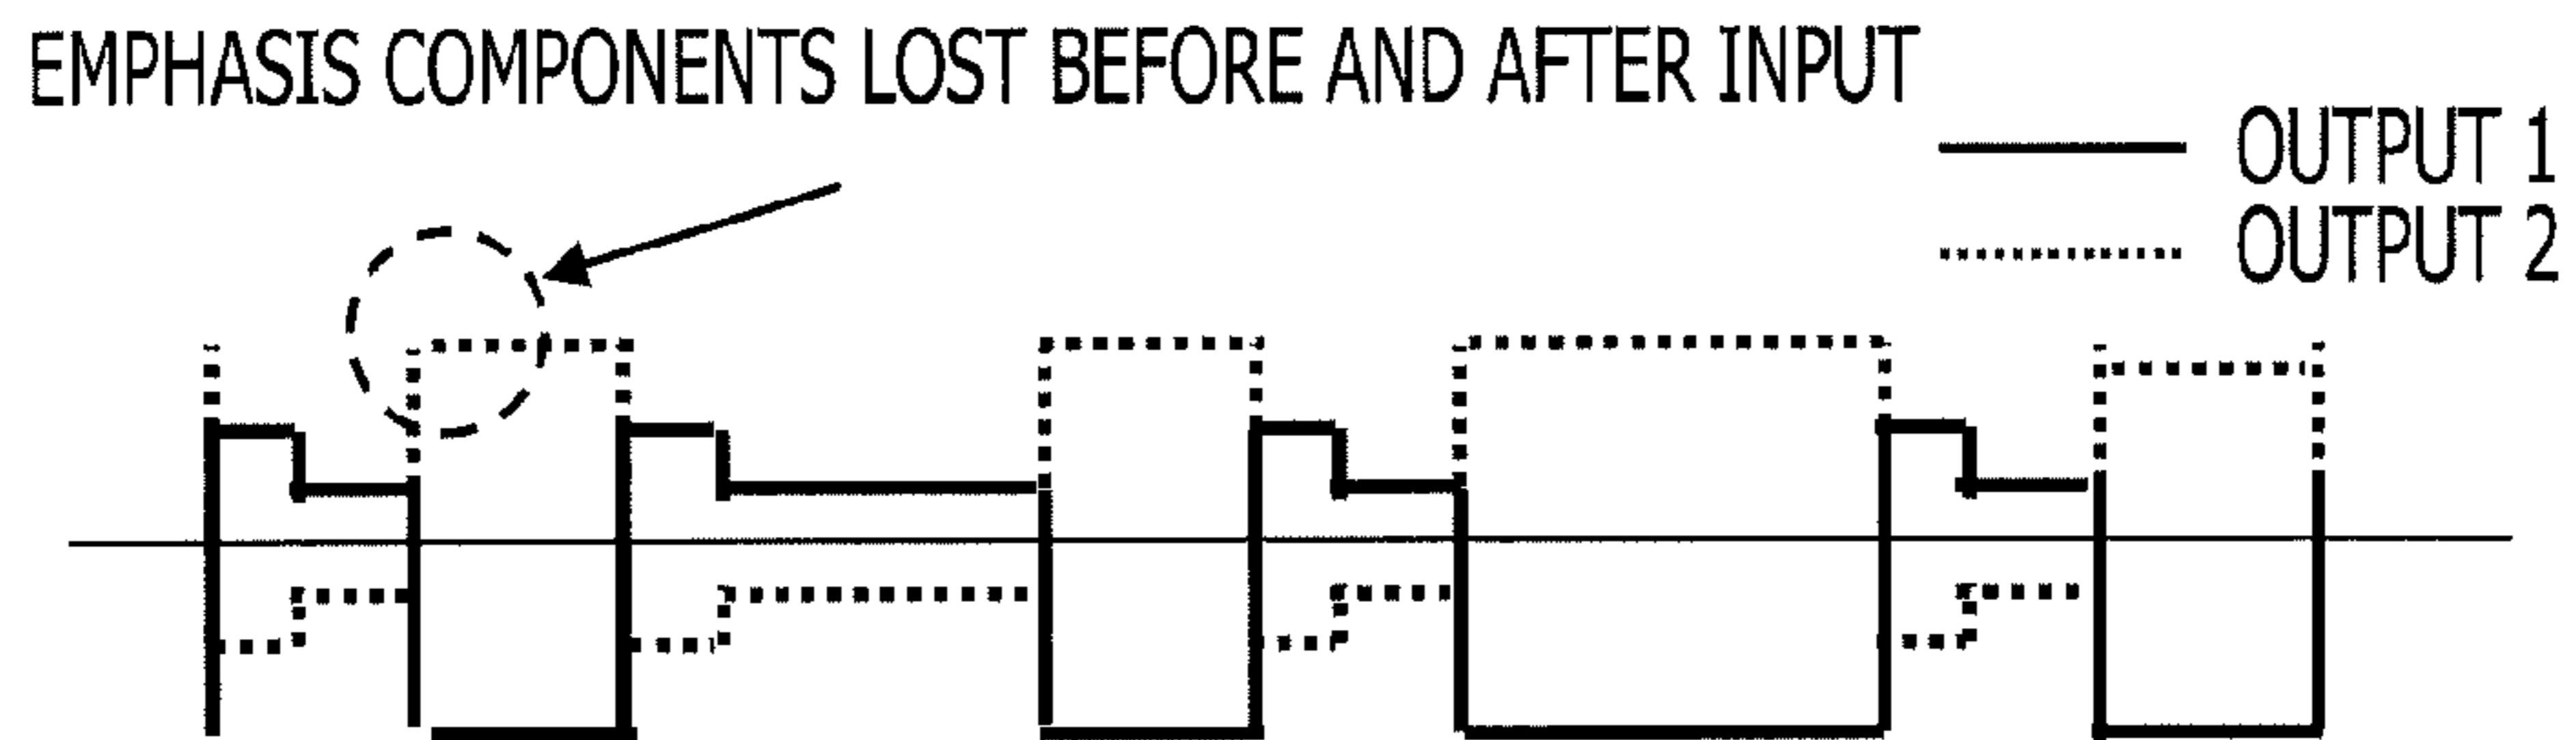 EMPHASIS COMPONENTS LOST BEFORE AND AFTER INPUT
OUTPUT 1
OUTPUT 2